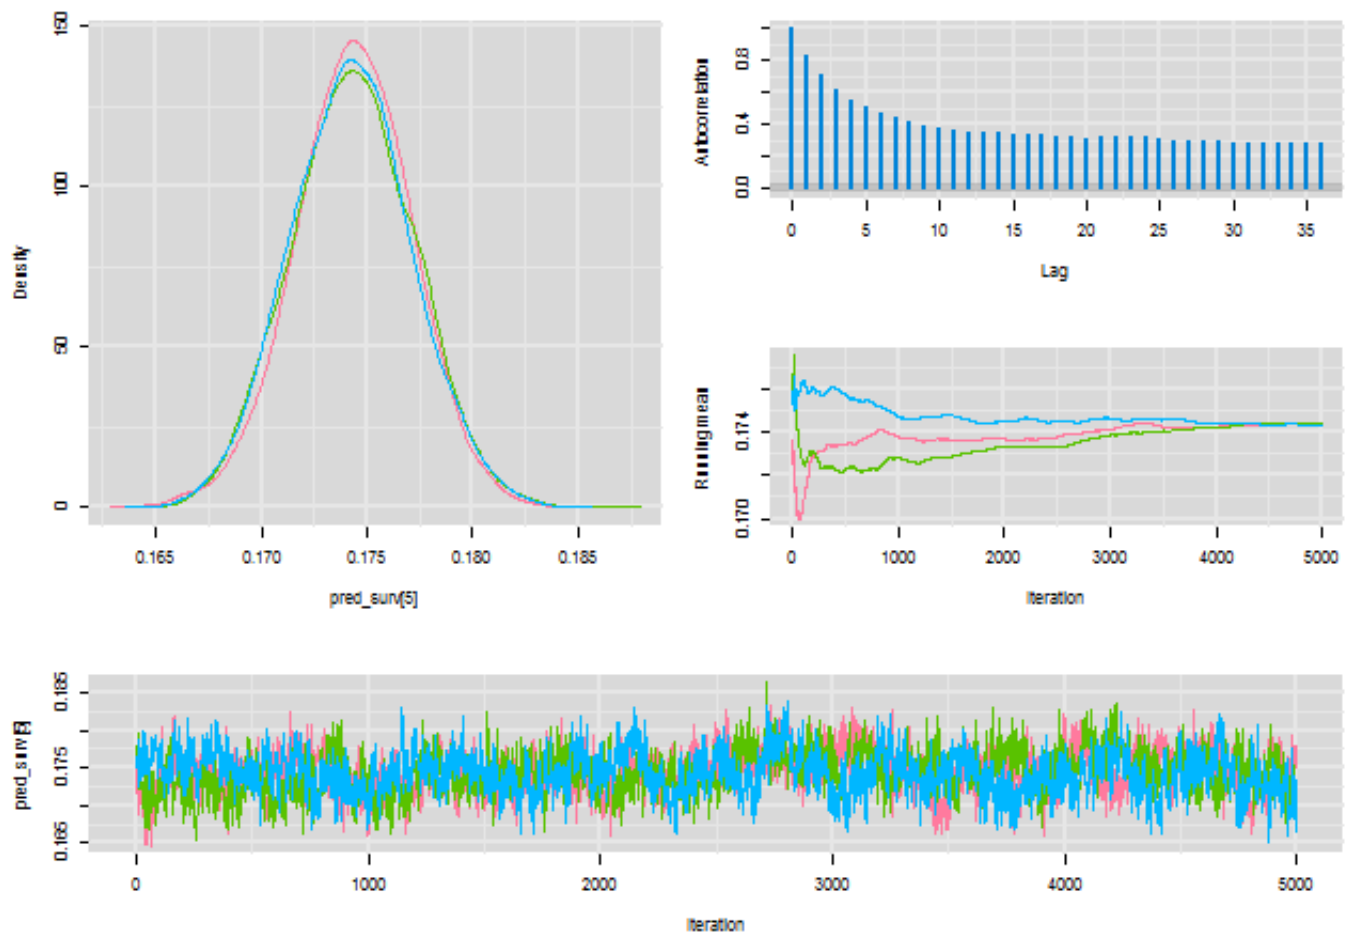 Density
150
100
50
0
0.165 0.170 0.175 0.180 0.185
pred_surv[5]
Autocorrelation
0.8
0.4
0.0
0 5 10 15 20 25 30 35
Lag
Running mean
0.174
0.170
0 1000 2000 3000 4000 5000
Iteration
pred_surv[5]
0.185
0.175
0.165
0 1000 2000 3000 4000 5000
Iteration